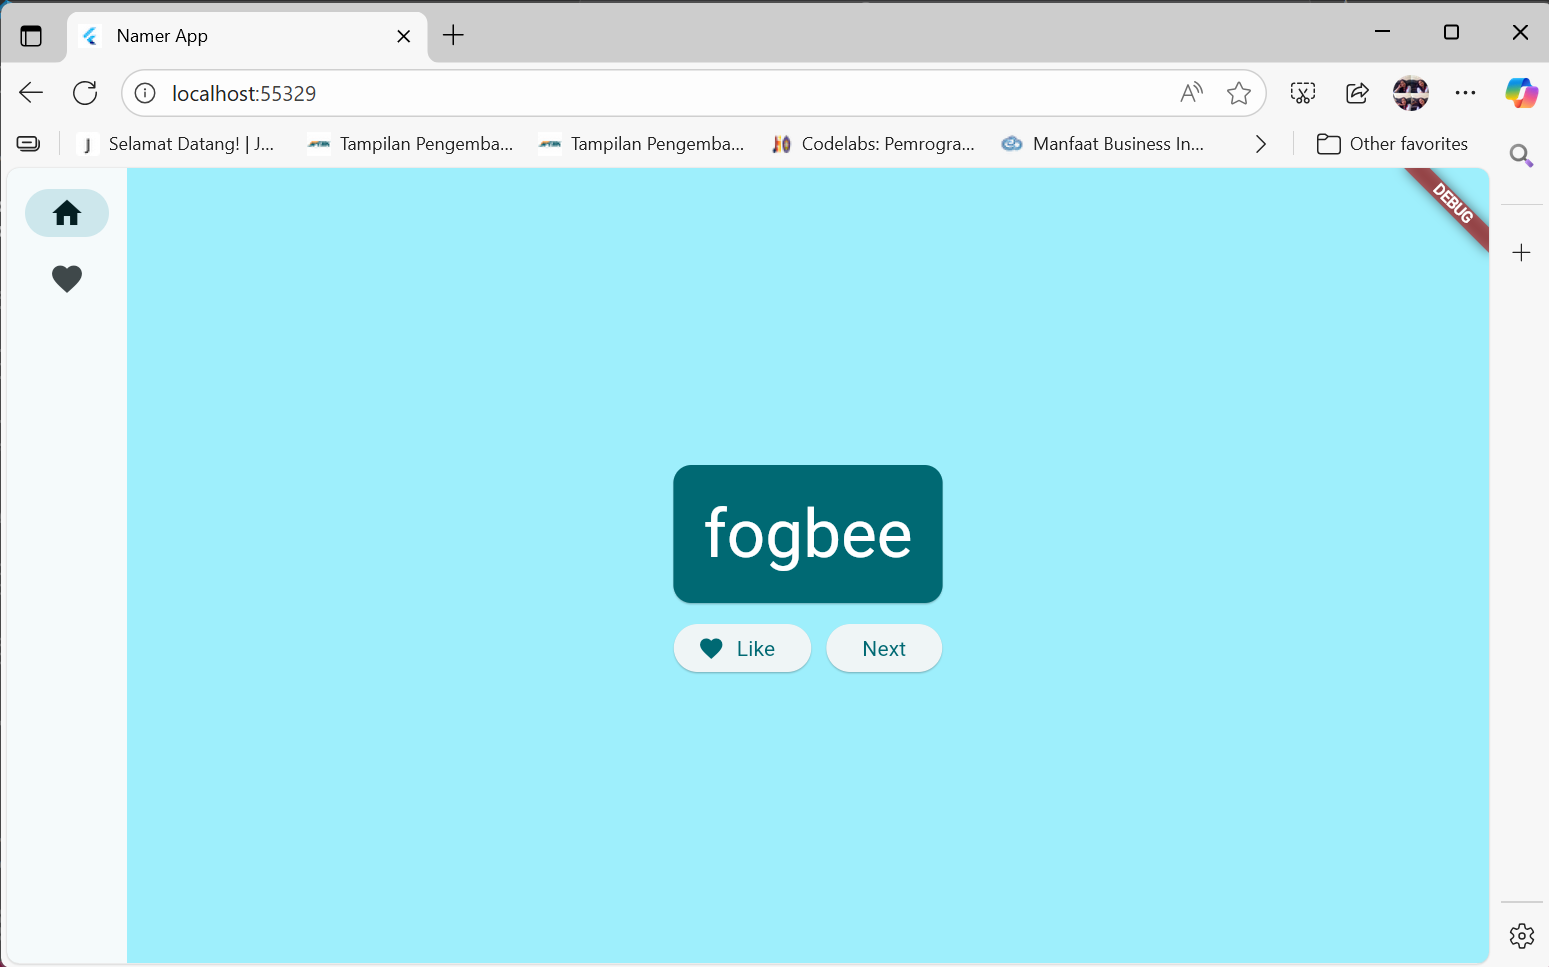 Namer App
localhost:55329
Selamat Datang! | J...
Tampilan Pengemba...
Tampilan Pengemba...
Codelabs: Pemrogra...
Manfaat Business In...
Other favorites
DEBUG
fogbee
Like
Next